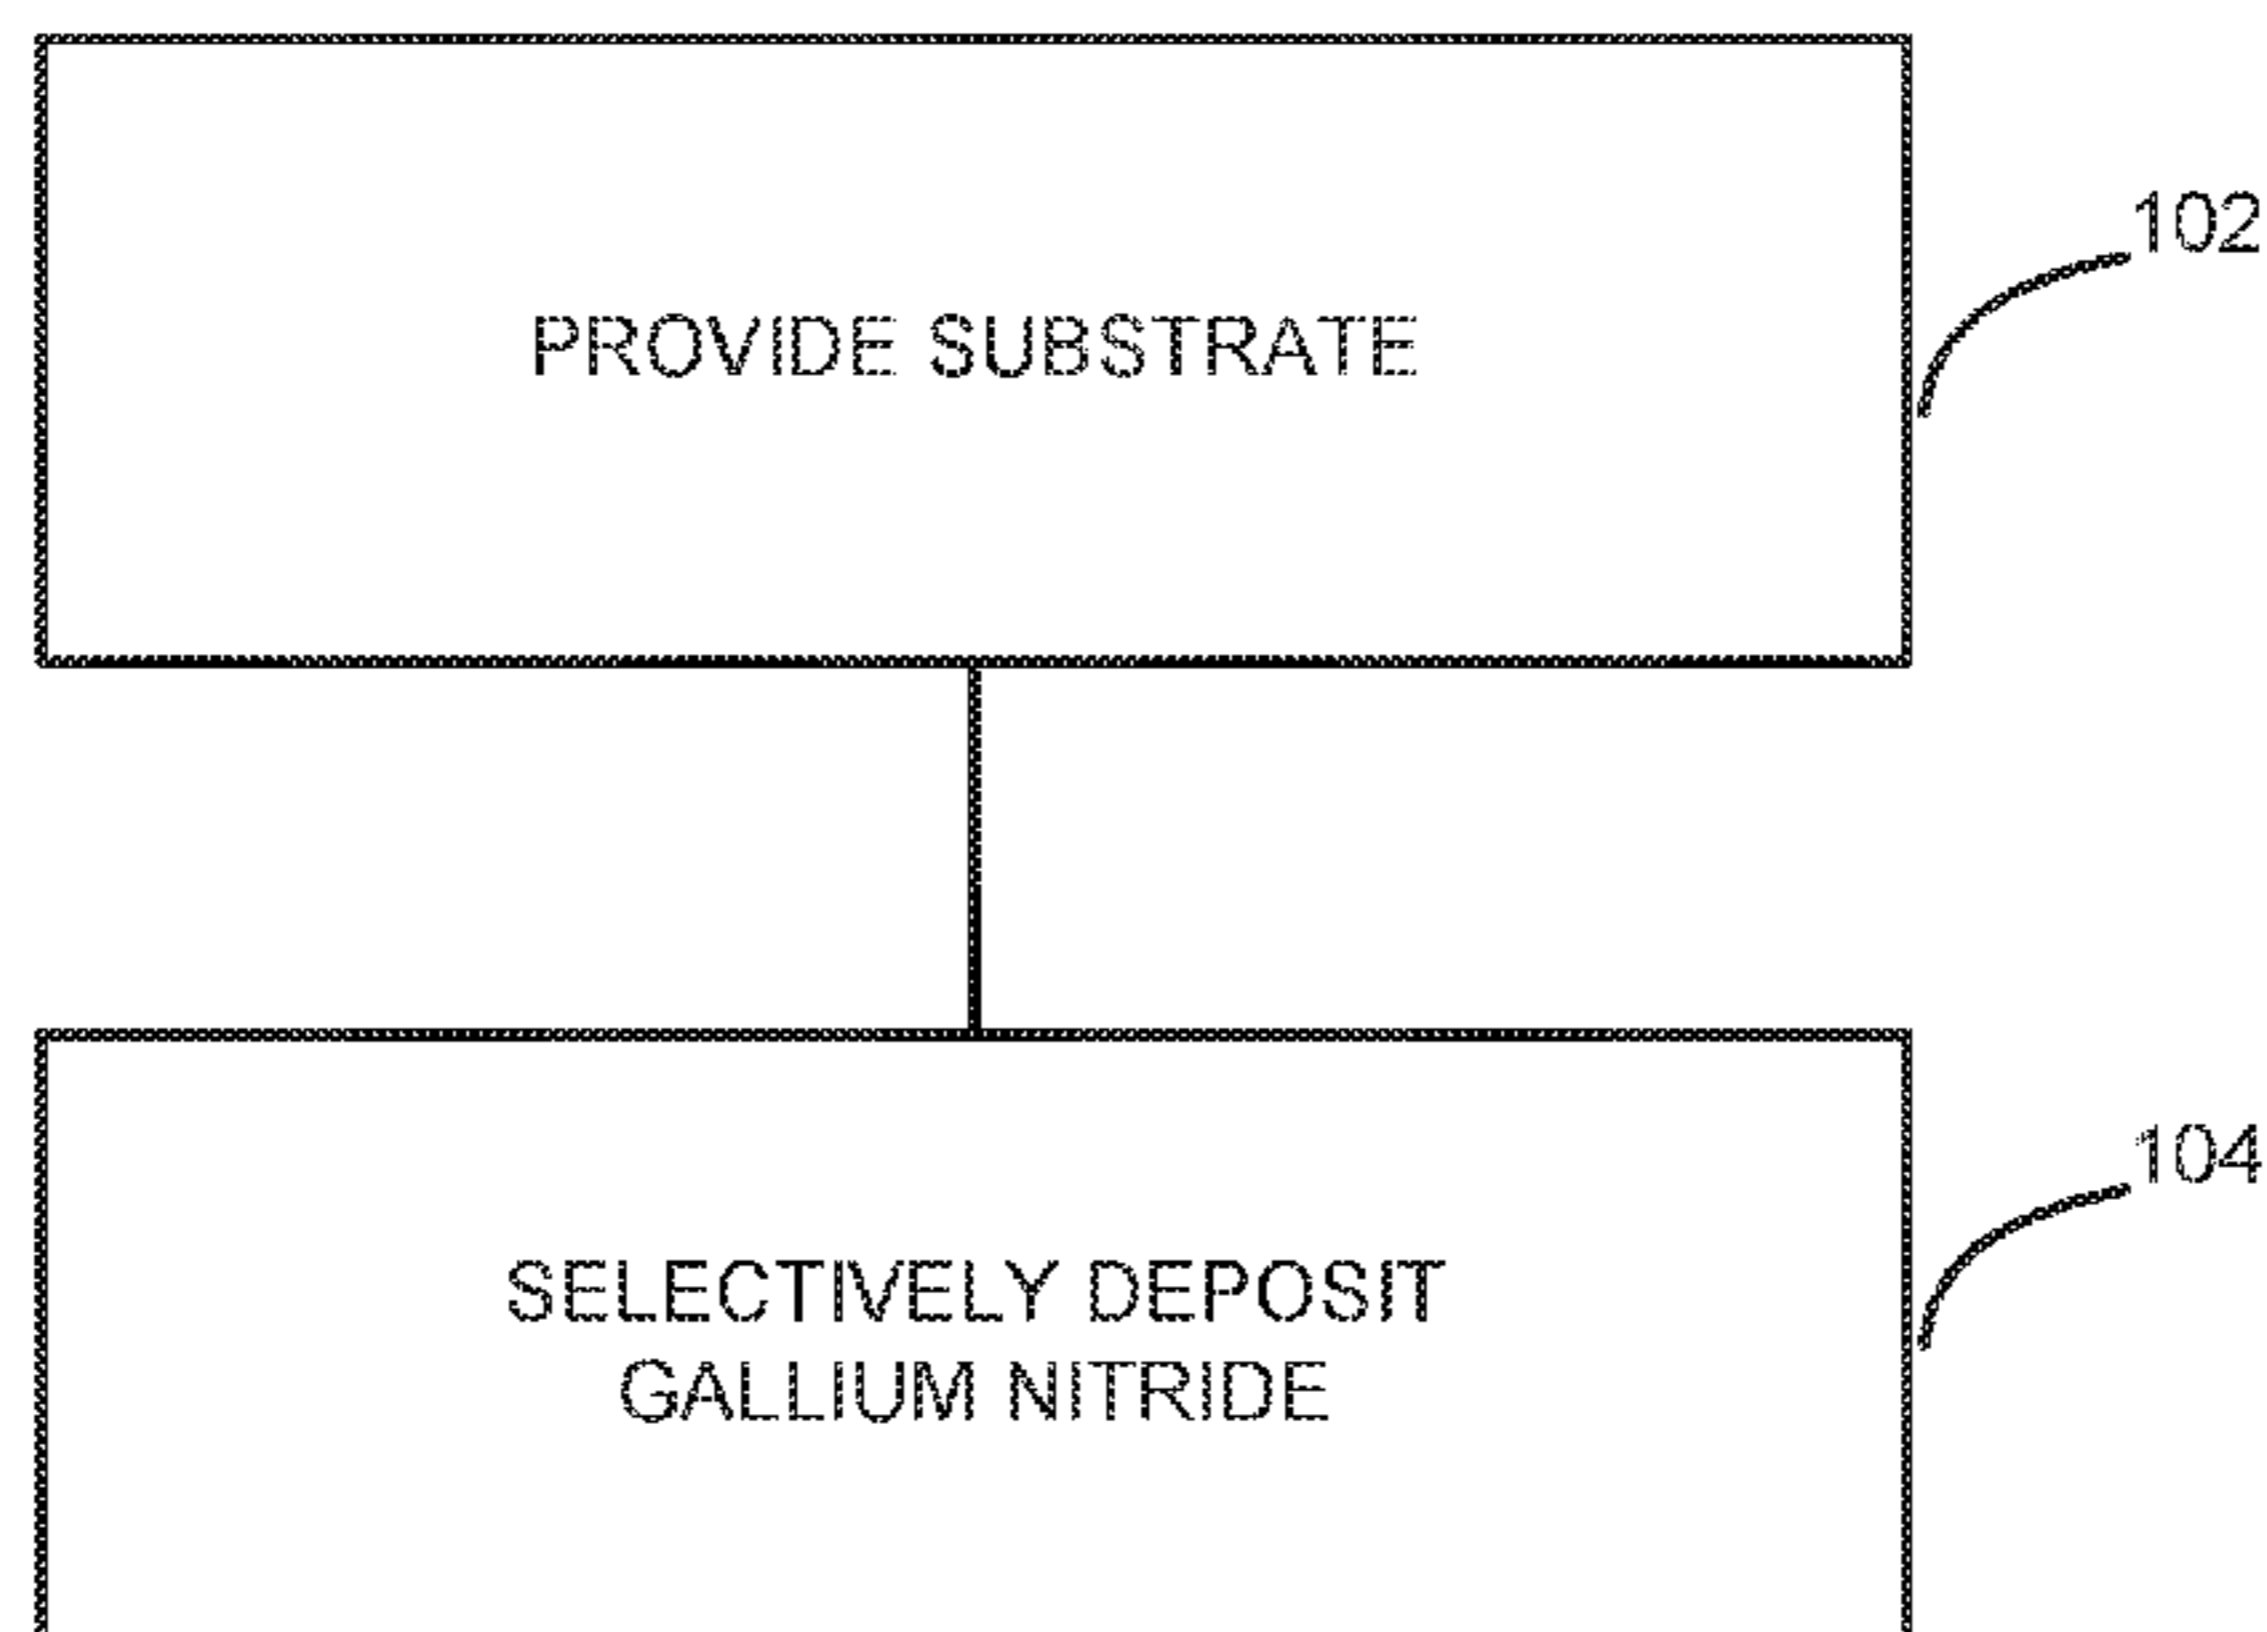 102
PROVIDE SUBSTRATE
104
SELECTIVELY DEPOSIT
GALLIUM NITRIDE